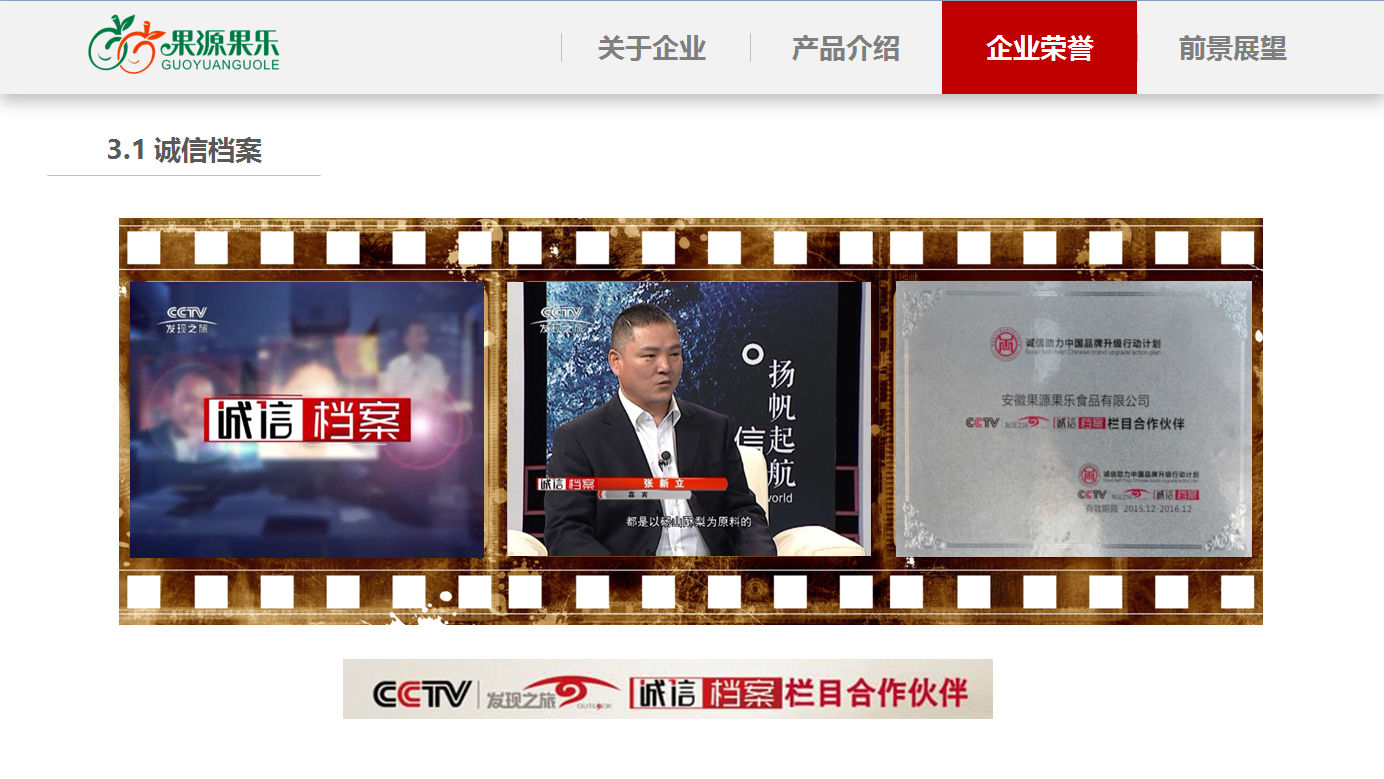 果源果乐
GUOYUANGUOLE
关于企业
产品介绍
企业荣誉
前景展望
3.1 诚信档案
CCTV
发现之旅
诚信档案
CCTV
发现之旅
扬帆起航
信
world
诚信档案
张新立
嘉宾
都是以砀山酥梨为原料的
诚信助力中国品牌升级行动计划
Good faith help Chinese brand upgrade action plan
安徽果源果乐食品有限公司
CCTV 发现之旅 诚信档案栏目合作伙伴
诚信助力中国品牌升级行动计划
CCTV 发现之旅 诚信档案
有效期限 2015.12-2016.12
CCTV 发现之旅 OUTLOOK 诚信档案栏目合作伙伴